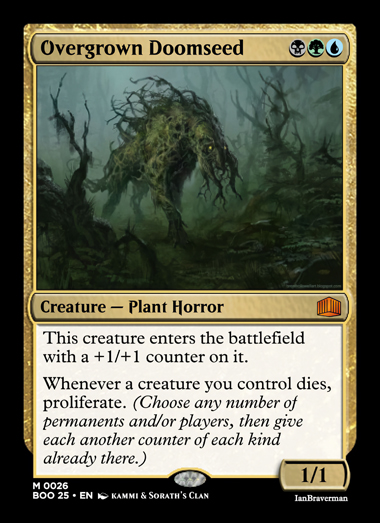 Overgrown Doomseed
Creature — Plant Horror
This creature enters the battlefield
with a +1/+1 counter on it.
Whenever a creature you control dies,
proliferate. (Choose any number of
permanents and/or players, then give
each another counter of each kind
already there.)
1/1
M 0026
BOO 25 • EN kammi & Sorath's Clan
IanBraverman